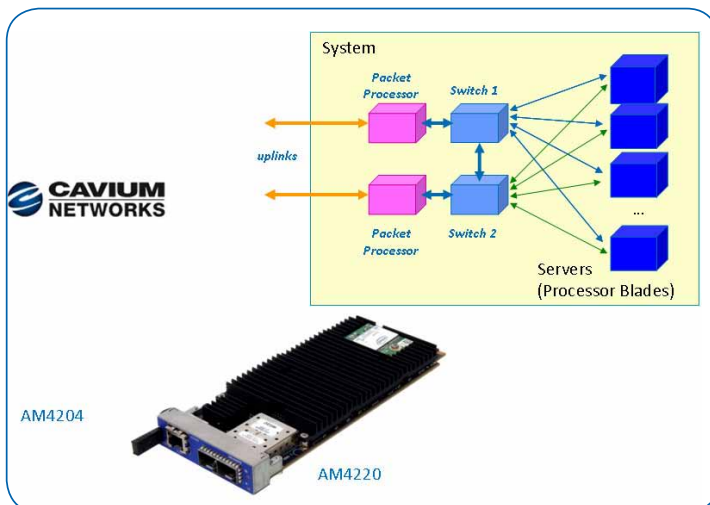 System
Packet
Processor
Switch 1
uplinks
CAVIUM
NETWORKS
Packet
Processor
Switch 2
...
Servers
(Processor Blades)
AM4204
AM4220